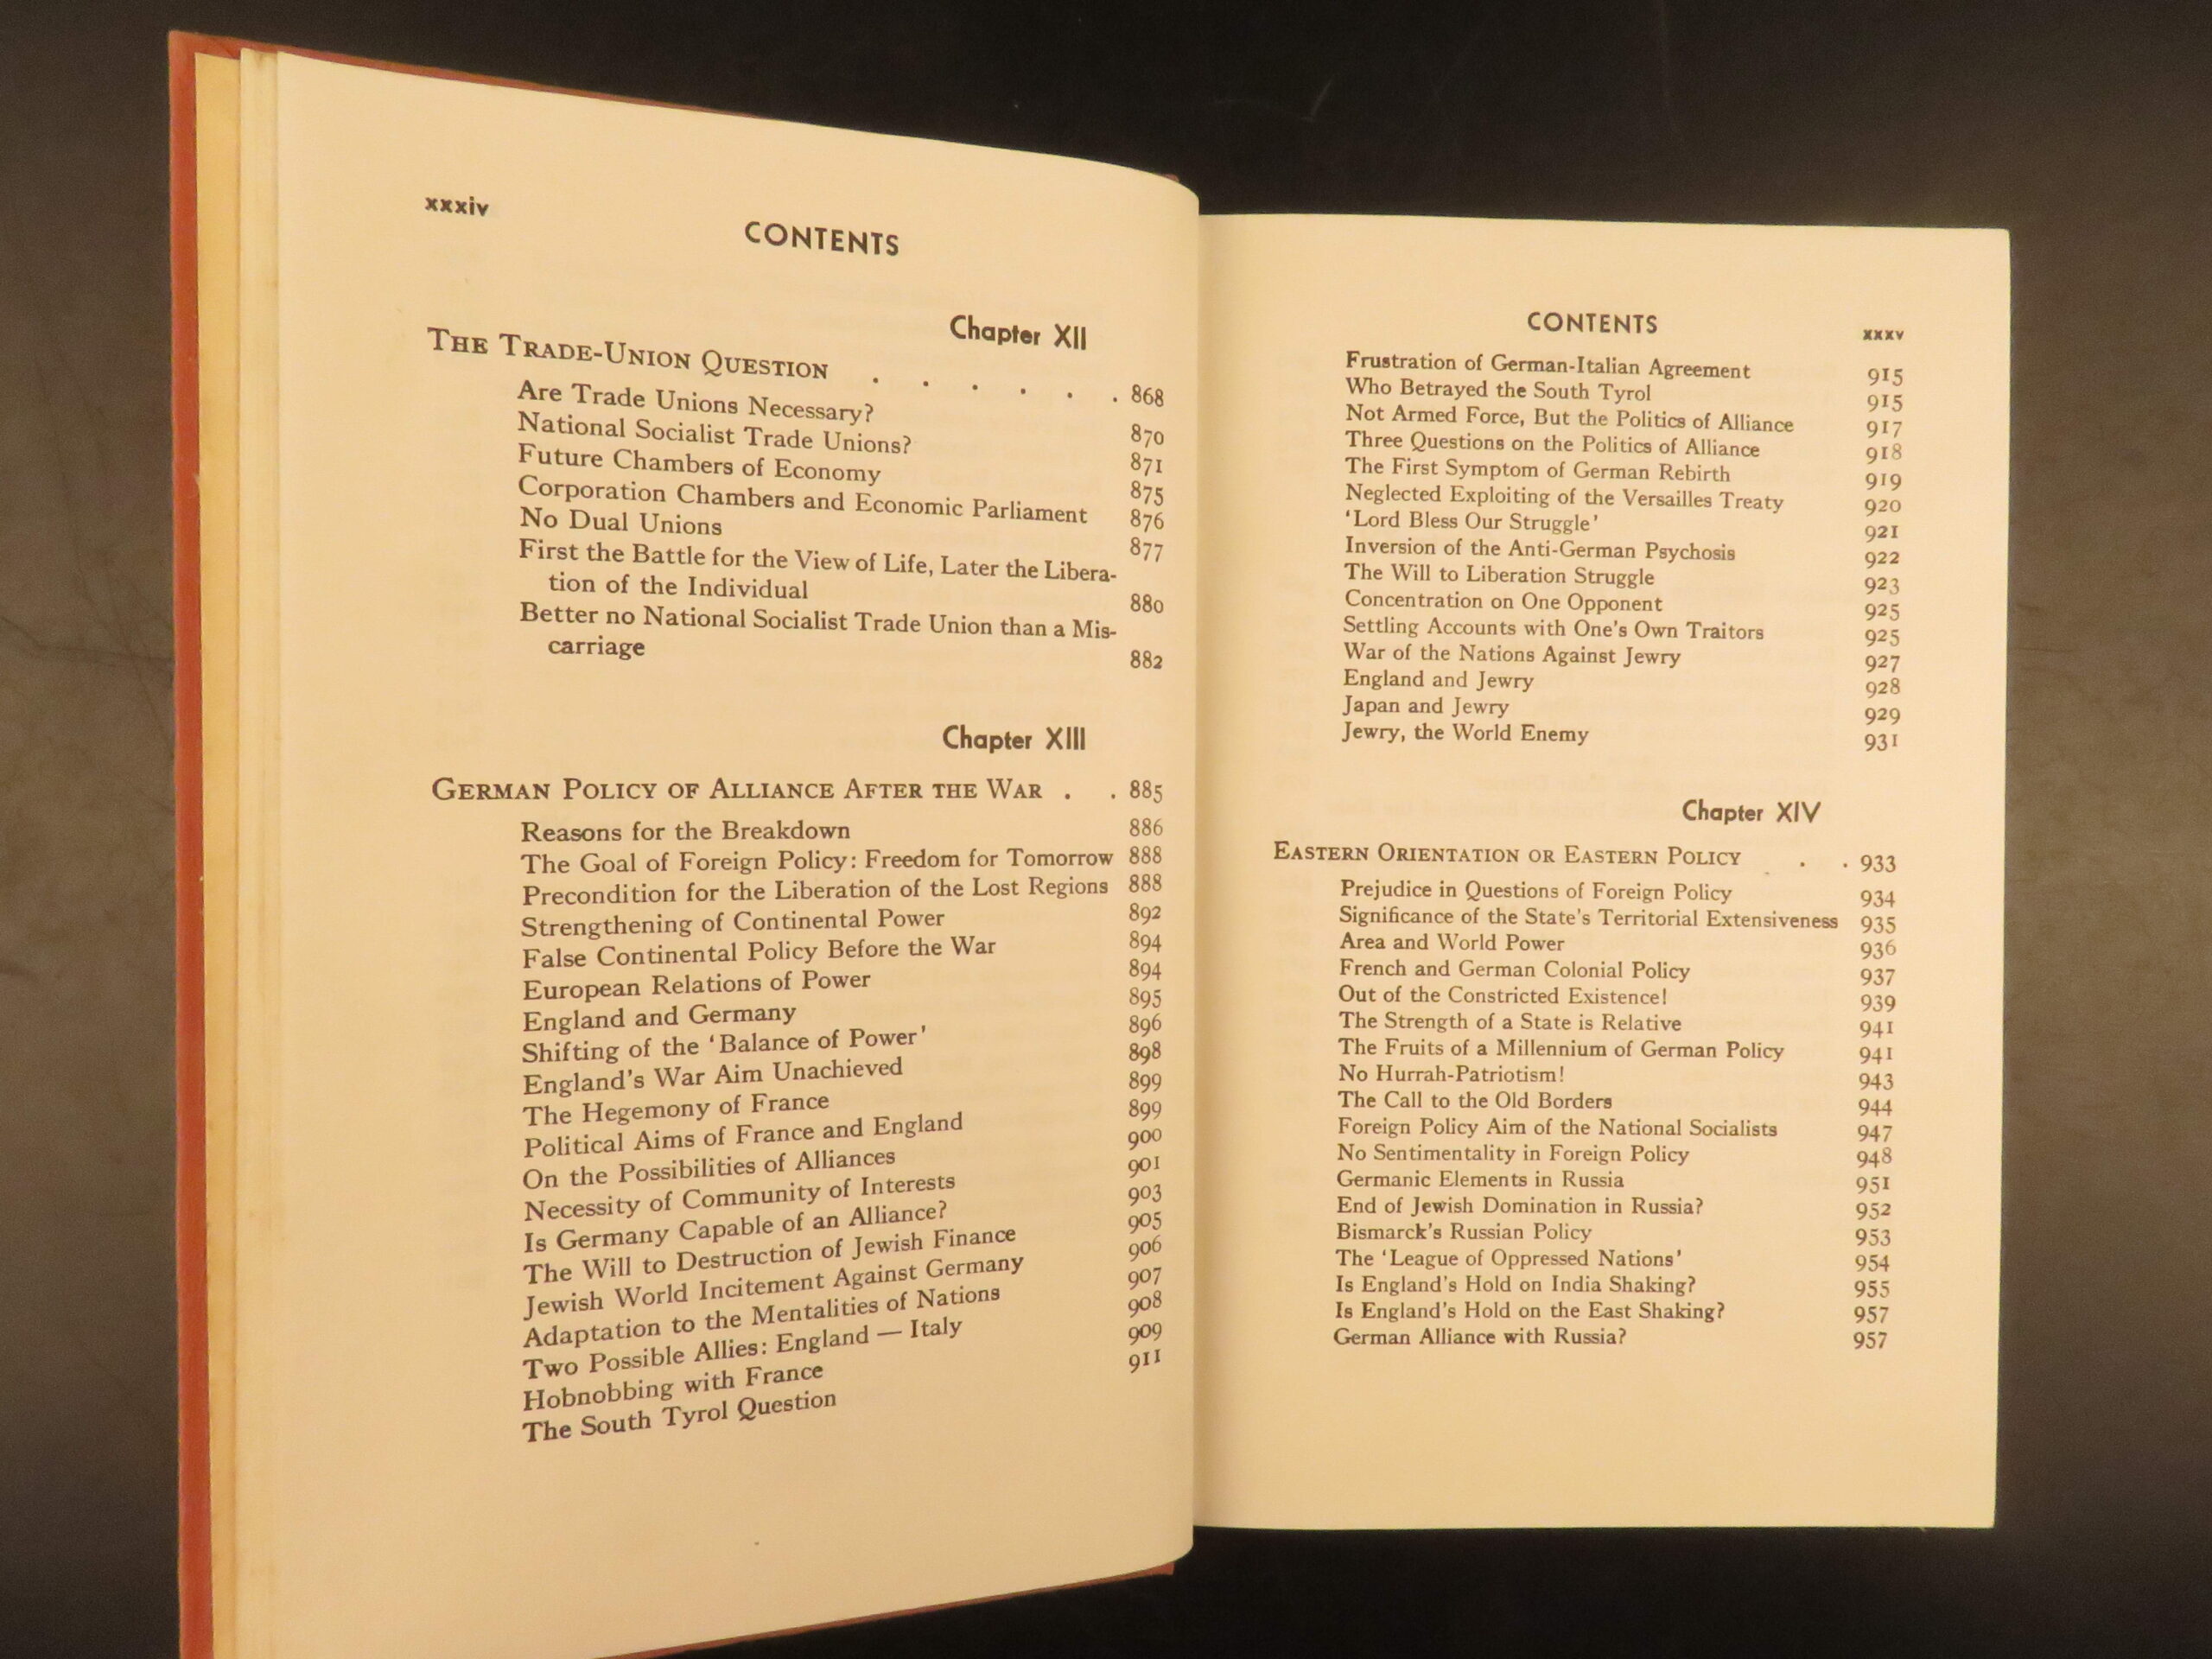 xxxiv
CONTENTS
Chapter XII
THE TRADE-UNION QUESTION . . . . . . 868
Are Trade Unions Necessary? 870
National Socialist Trade Unions? 871
Future Chambers of Economy 875
Corporation Chambers and Economic Parliament 876
No Dual Unions 877
First the Battle for the View of Life, Later the Libera-
tion of the Individual 880
Better no National Socialist Trade Union than a Mis-
carriage 882
Chapter XIII
GERMAN POLICY OF ALLIANCE AFTER THE WAR . . 885
Reasons for the Breakdown 886
The Goal of Foreign Policy: Freedom for Tomorrow 888
Precondition for the Liberation of the Lost Regions 888
Strengthening of Continental Power 892
False Continental Policy Before the War 894
European Relations of Power 894
England and Germany 895
Shifting of the 'Balance of Power' 896
England's War Aim Unachieved 898
The Hegemony of France 899
Political Aims of France and England 899
On the Possibilities of Alliances 900
Necessity of Community of Interests 901
Is Germany Capable of an Alliance? 903
The Will to Destruction of Jewish Finance 905
Jewish World Incitement Against Germany 906
Adaptation to the Mentalities of Nations 907
Two Possible Allies: England — Italy 908
Hobnobbing with France 909
The South Tyrol Question 911
CONTENTS xxxv
Frustration of German-Italian Agreement 915
Who Betrayed the South Tyrol 915
Not Armed Force, But the Politics of Alliance 917
Three Questions on the Politics of Alliance 918
The First Symptom of German Rebirth 919
Neglected Exploiting of the Versailles Treaty 920
'Lord Bless Our Struggle' 921
Inversion of the Anti-German Psychosis 922
The Will to Liberation Struggle 923
Concentration on One Opponent 925
Settling Accounts with One's Own Traitors 925
War of the Nations Against Jewry 927
England and Jewry 928
Japan and Jewry 929
Jewry, the World Enemy 931
Chapter XIV
EASTERN ORIENTATION OR EASTERN POLICY . . 933
Prejudice in Questions of Foreign Policy 934
Significance of the State's Territorial Extensiveness 935
Area and World Power 936
French and German Colonial Policy 937
Out of the Constricted Existence! 939
The Strength of a State is Relative 941
The Fruits of a Millennium of German Policy 941
No Hurrah-Patriotism! 943
The Call to the Old Borders 944
Foreign Policy Aim of the National Socialists 947
No Sentimentality in Foreign Policy 948
Germanic Elements in Russia 951
End of Jewish Domination in Russia? 952
Bismarck's Russian Policy 953
The 'League of Oppressed Nations' 954
Is England's Hold on India Shaking? 955
Is England's Hold on the East Shaking? 957
German Alliance with Russia? 957